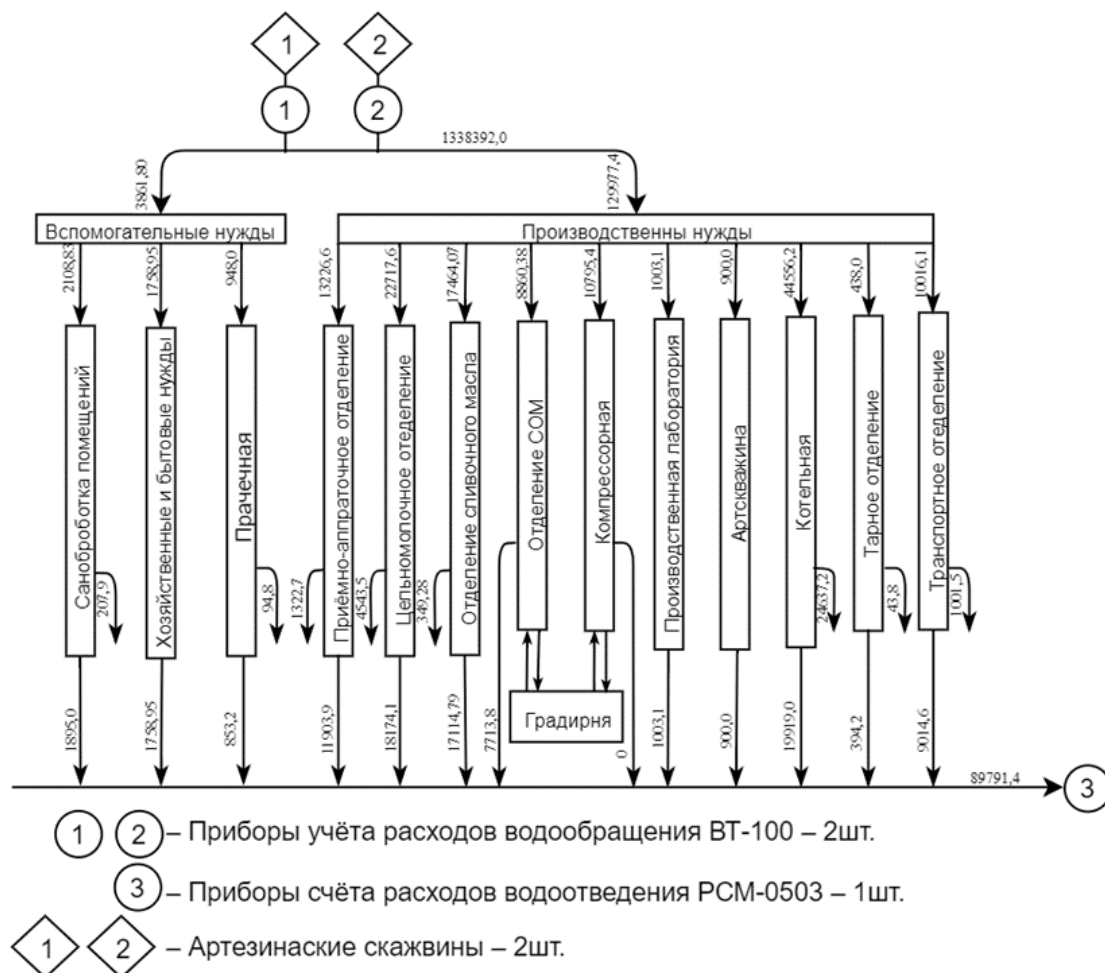 1
2
1
2
1338392,0
3861,80
129977,4
Вспомогательные нужды
Производственны нужды
2108,83
1758,95
948,0
13226,6
22717,6
17464,07
8860,38
10795,4
1003,1
900,0
44556,2
438,0
10016,1
Санобработка помещений
Хозяйственные и бытовые нужды
Прачечная
Приёмно-аппараточное отделение
Цельномолочное отеделение
Отделение сливочного масла
Отделение СОМ
Компрессорная
Производственная лаборатория
Артскважина
Котельная
Тарное отделение
Транспортное отеделение
207,9
94,8
1322,7
4543,5
349,28
24637,2
43,8
1001,5
Градирня
1895,0
1758,95
853,2
11903,9
18174,1
17114,79
7713,8
0
1003,1
900,0
19919,0
394,2
9014,6
89791,4
3
1 2 – Приборы учёта расходов водообращения ВТ-100 – 2шт.
3 – Приборы счёта расходов водоотведения РСМ-0503 – 1шт.
1 2 – Артезинаские скажвины – 2шт.